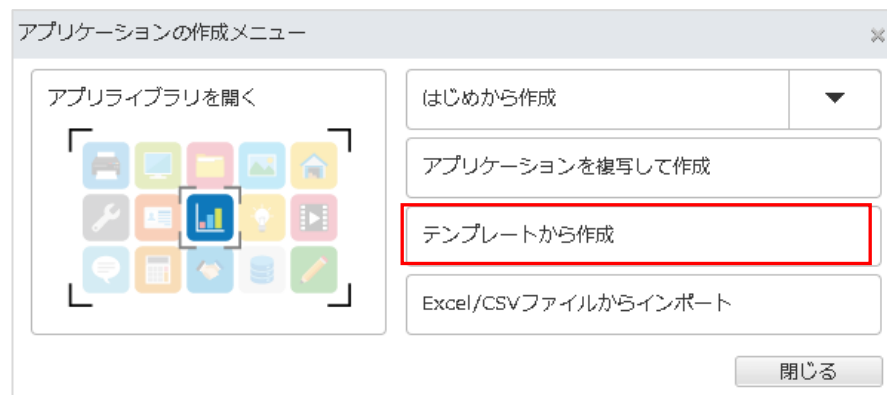 アプリケーションの作成メニュー
アプリライブラリを開く
はじめから作成
アプリケーションを複写して作成
テンプレートから作成
Excel/CSVファイルからインポート
閉じる